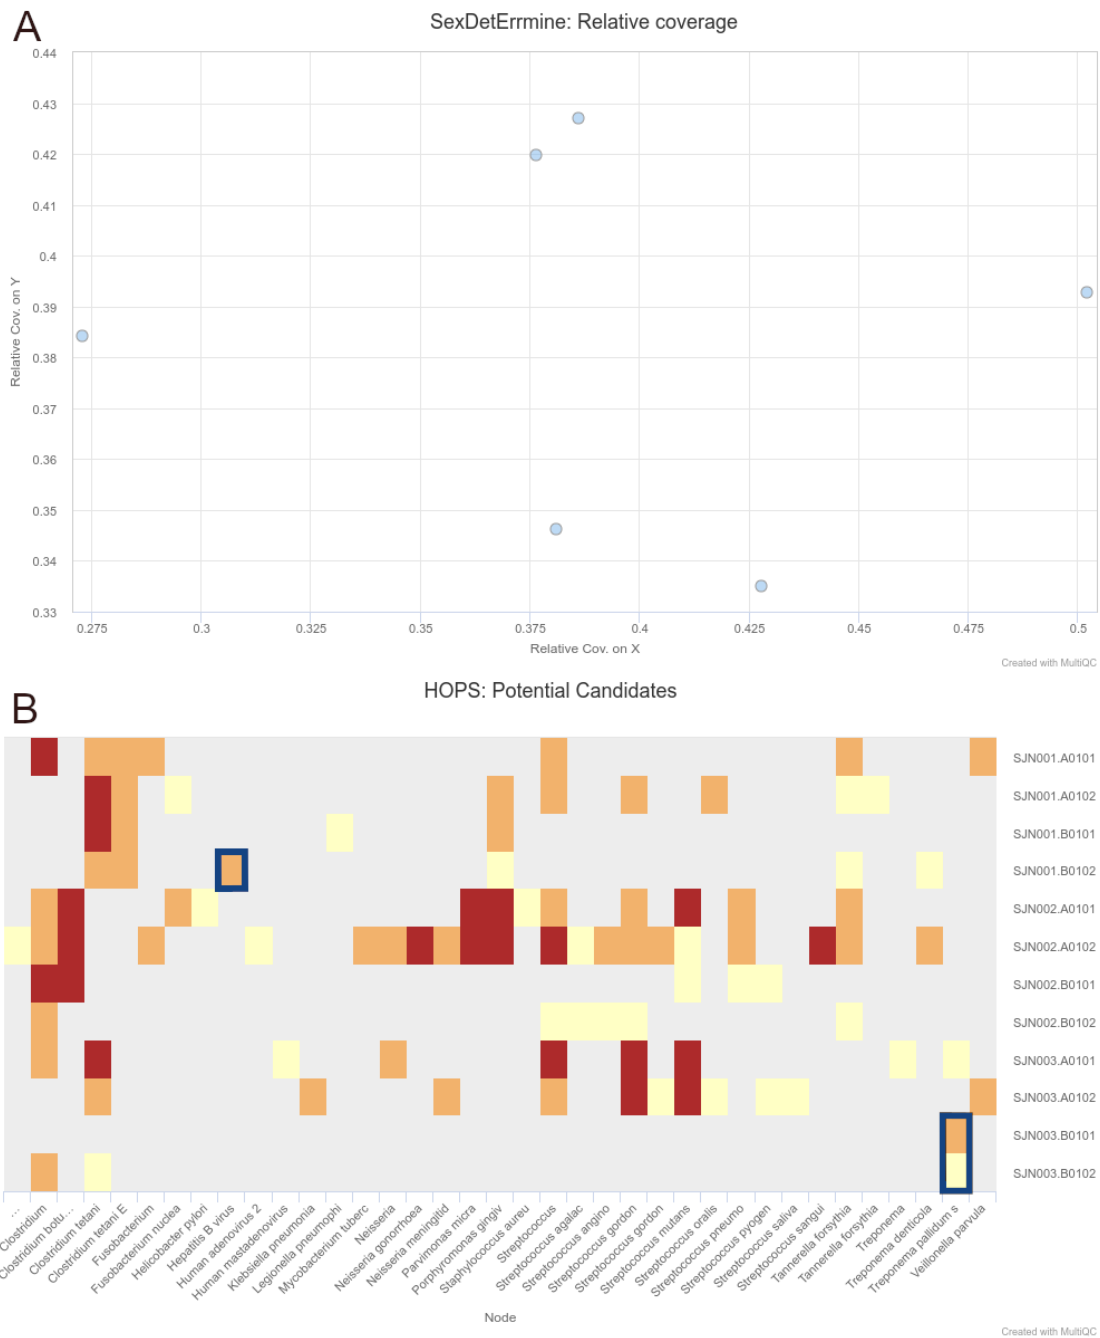 A
SexDetErrmine: Relative coverage
0.44
0.43
0.42
0.41
0.4
0.39
0.38
0.37
0.36
0.35
0.34
0.33
Relative Cov. on Y
0.275
0.3
0.325
0.35
0.375
0.4
0.425
0.45
0.475
0.5
Relative Cov. on X
Created with MultiQC
B
HOPS: Potential Candidates
SJN001.A0101
SJN001.A0102
SJN001.B0101
SJN001.B0102
SJN002.A0101
SJN002.A0102
SJN002.B0101
SJN002.B0102
SJN003.A0101
SJN003.A0102
SJN003.B0101
SJN003.B0102
...
Clostridium
Clostridium botu...
Clostridium tetani
Clostridium tetani E
Fusobacterium
Fusobacterium nuclea
Helicobacter pylori
Hepatitis B virus
Human adenovirus 2
Human mastadenovirus
Klebsiella pneumonia
Legionella pneumophi
Mycobacterium tuberc
Neisseria
Neisseria gonorrhoea
Neisseria meningitid
Parvimonas micra
Porphyromonas gingiv
Staphylococcus aureu
Streptococcus
Streptococcus agalac
Streptococcus angino
Streptococcus gordon
Streptococcus gordon
Streptococcus mutans
Streptococcus oralis
Streptococcus pneumo
Streptococcus pyogen
Streptococcus saliva
Streptococcus sangui
Tannerella forsythia
Tannerella forsythia
Treponema
Treponema denticola
Treponema pallidum s
Veillonella parvula
Node
Created with MultiQC